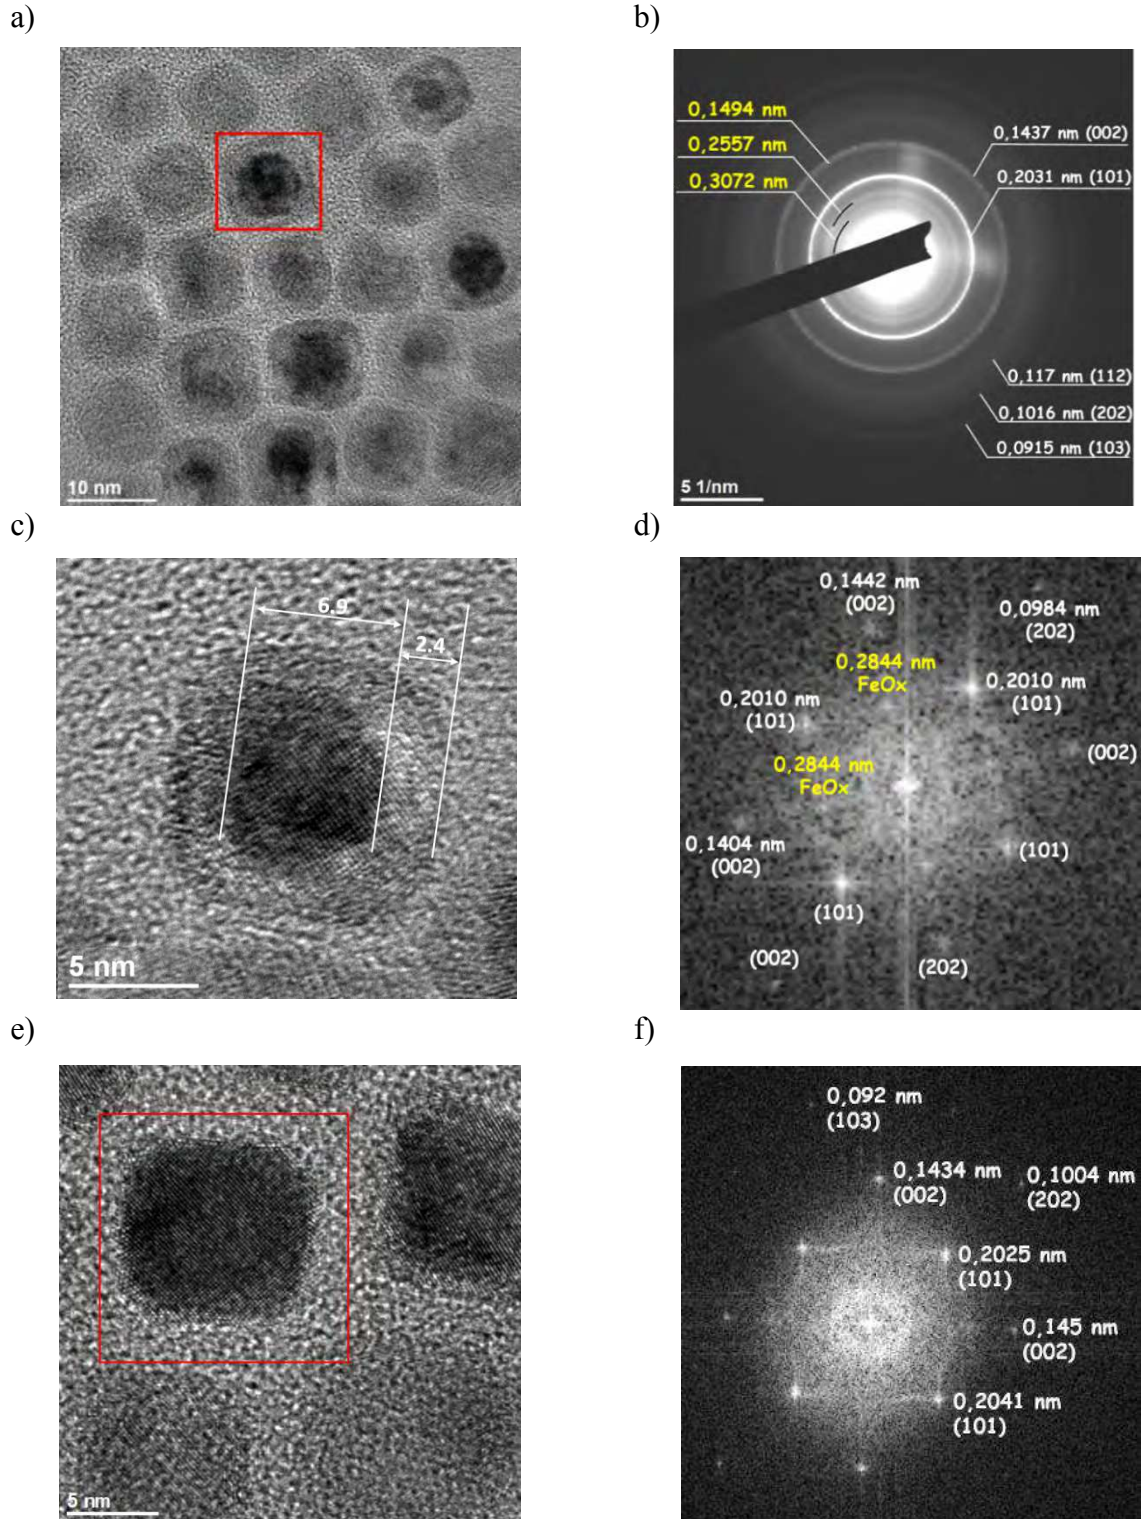 a)
b)
10 nm
0,1494 nm
0,2557 nm
0,3072 nm
0,1437 nm (002)
0,2031 nm (101)
0,117 nm (112)
0,1016 nm (202)
0,0915 nm (103)
5 1/nm
c)
d)
6.9
2.4
5 nm
0,1442 nm
(002)
0,0984 nm
(202)
0,2844 nm
FeOx
0,2010 nm
(101)
0,2010 nm
(101)
(002)
0,2844 nm
FeOx
0,1404 nm
(002)
(101)
(101)
(002)
(202)
e)
f)
5 nm
0,092 nm
(103)
0,1434 nm
(002)
0,1004 nm
(202)
0,2025 nm
(101)
0,145 nm
(002)
0,2041 nm
(101)